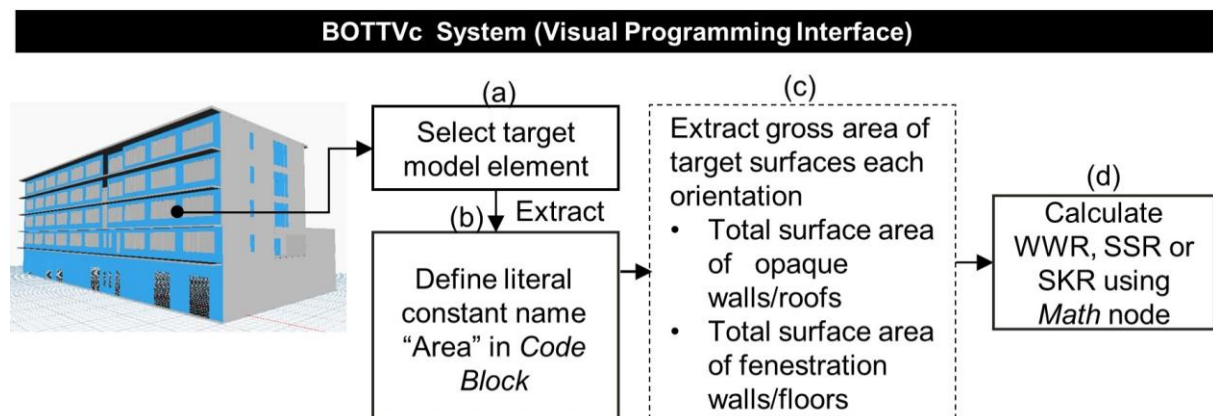 BOTTVc System (Visual Programming Interface)
(a)
Select target
model element
Extract
(b)
Define literal
constant name
“Area” in Code
Block
(c)
Extract gross area of
target surfaces each
orientation
• Total surface area
of opaque
walls/roofs
• Total surface area
of fenestration
walls/floors
(d)
Calculate
WWR, SSR or
SKR using
Math node